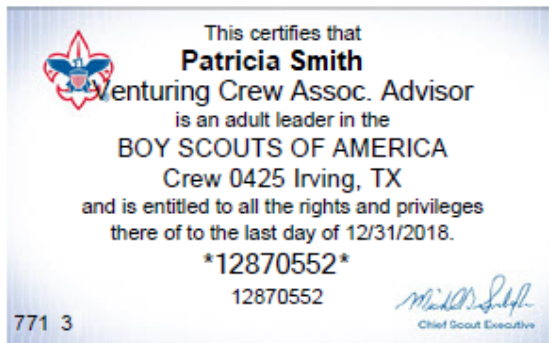 This certifies that
Patricia Smith
Venturing Crew Assoc. Advisor
is an adult leader in the
BOY SCOUTS OF AMERICA
Crew 0425 Irving, TX
and is entitled to all the rights and privileges
there of to the last day of 12/31/2018.
*12870552*
12870552
771 3
Chief Scout Executive